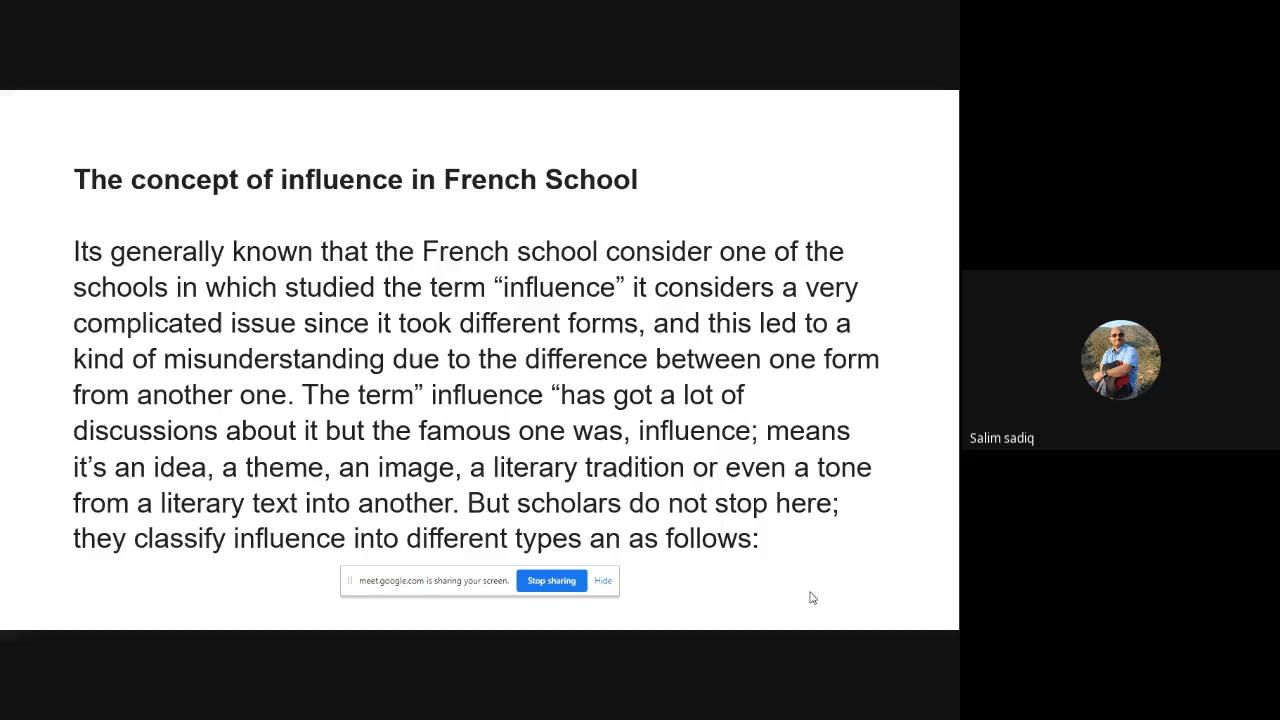 The concept of influence in French School
Its generally known that the French school consider one of the
schools in which studied the term “influence” it considers a very
complicated issue since it took different forms, and this led to a
kind of misunderstanding due to the difference between one form
from another one. The term” influence “has got a lot of
discussions about it but the famous one was, influence; means
it’s an idea, a theme, an image, a literary tradition or even a tone
from a literary text into another. But scholars do not stop here;
they classify influence into different types an as follows:
meet.google.com is sharing your screen. Stop sharing Hide
Salim sadiq